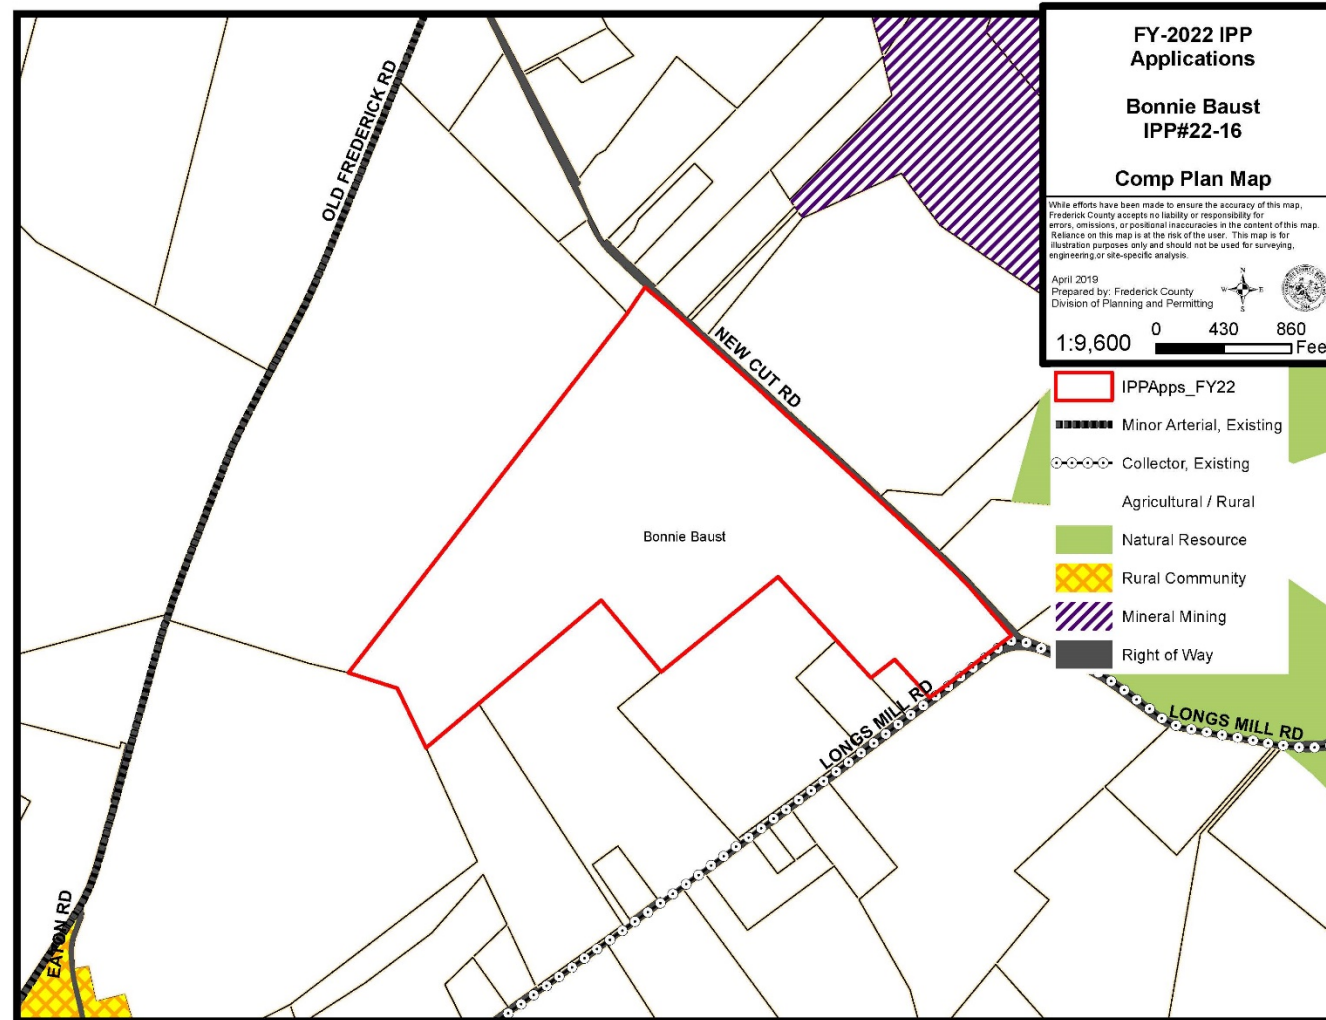 FY-2022 IPP
Applications
Bonnie Baust
IPP#22-16
Comp Plan Map
While efforts have been made to ensure the accuracy of this map,
Frederick County accepts no liability or responsibility for
errors, omissions, or positional inaccuracies in the content of this map.
Reliance on this map is at the risk of the user. This map is for
illustration purposes only and should not be used for surveying,
engineering,or site-specific analysis.
April 2019
Prepared by: Frederick County
Division of Planning and Permitting
N
W
E
S
1:9,600
0 430 860
Fee
IPPApps_FY22
Minor Arterial, Existing
Collector, Existing
Agricultural / Rural
Natural Resource
Rural Community
Mineral Mining
Right of Way
OLD FREDERICK RD
NEW CUT RD
Bonnie Baust
LONGS MILL RD
LONGS MILL RD
EATON RD